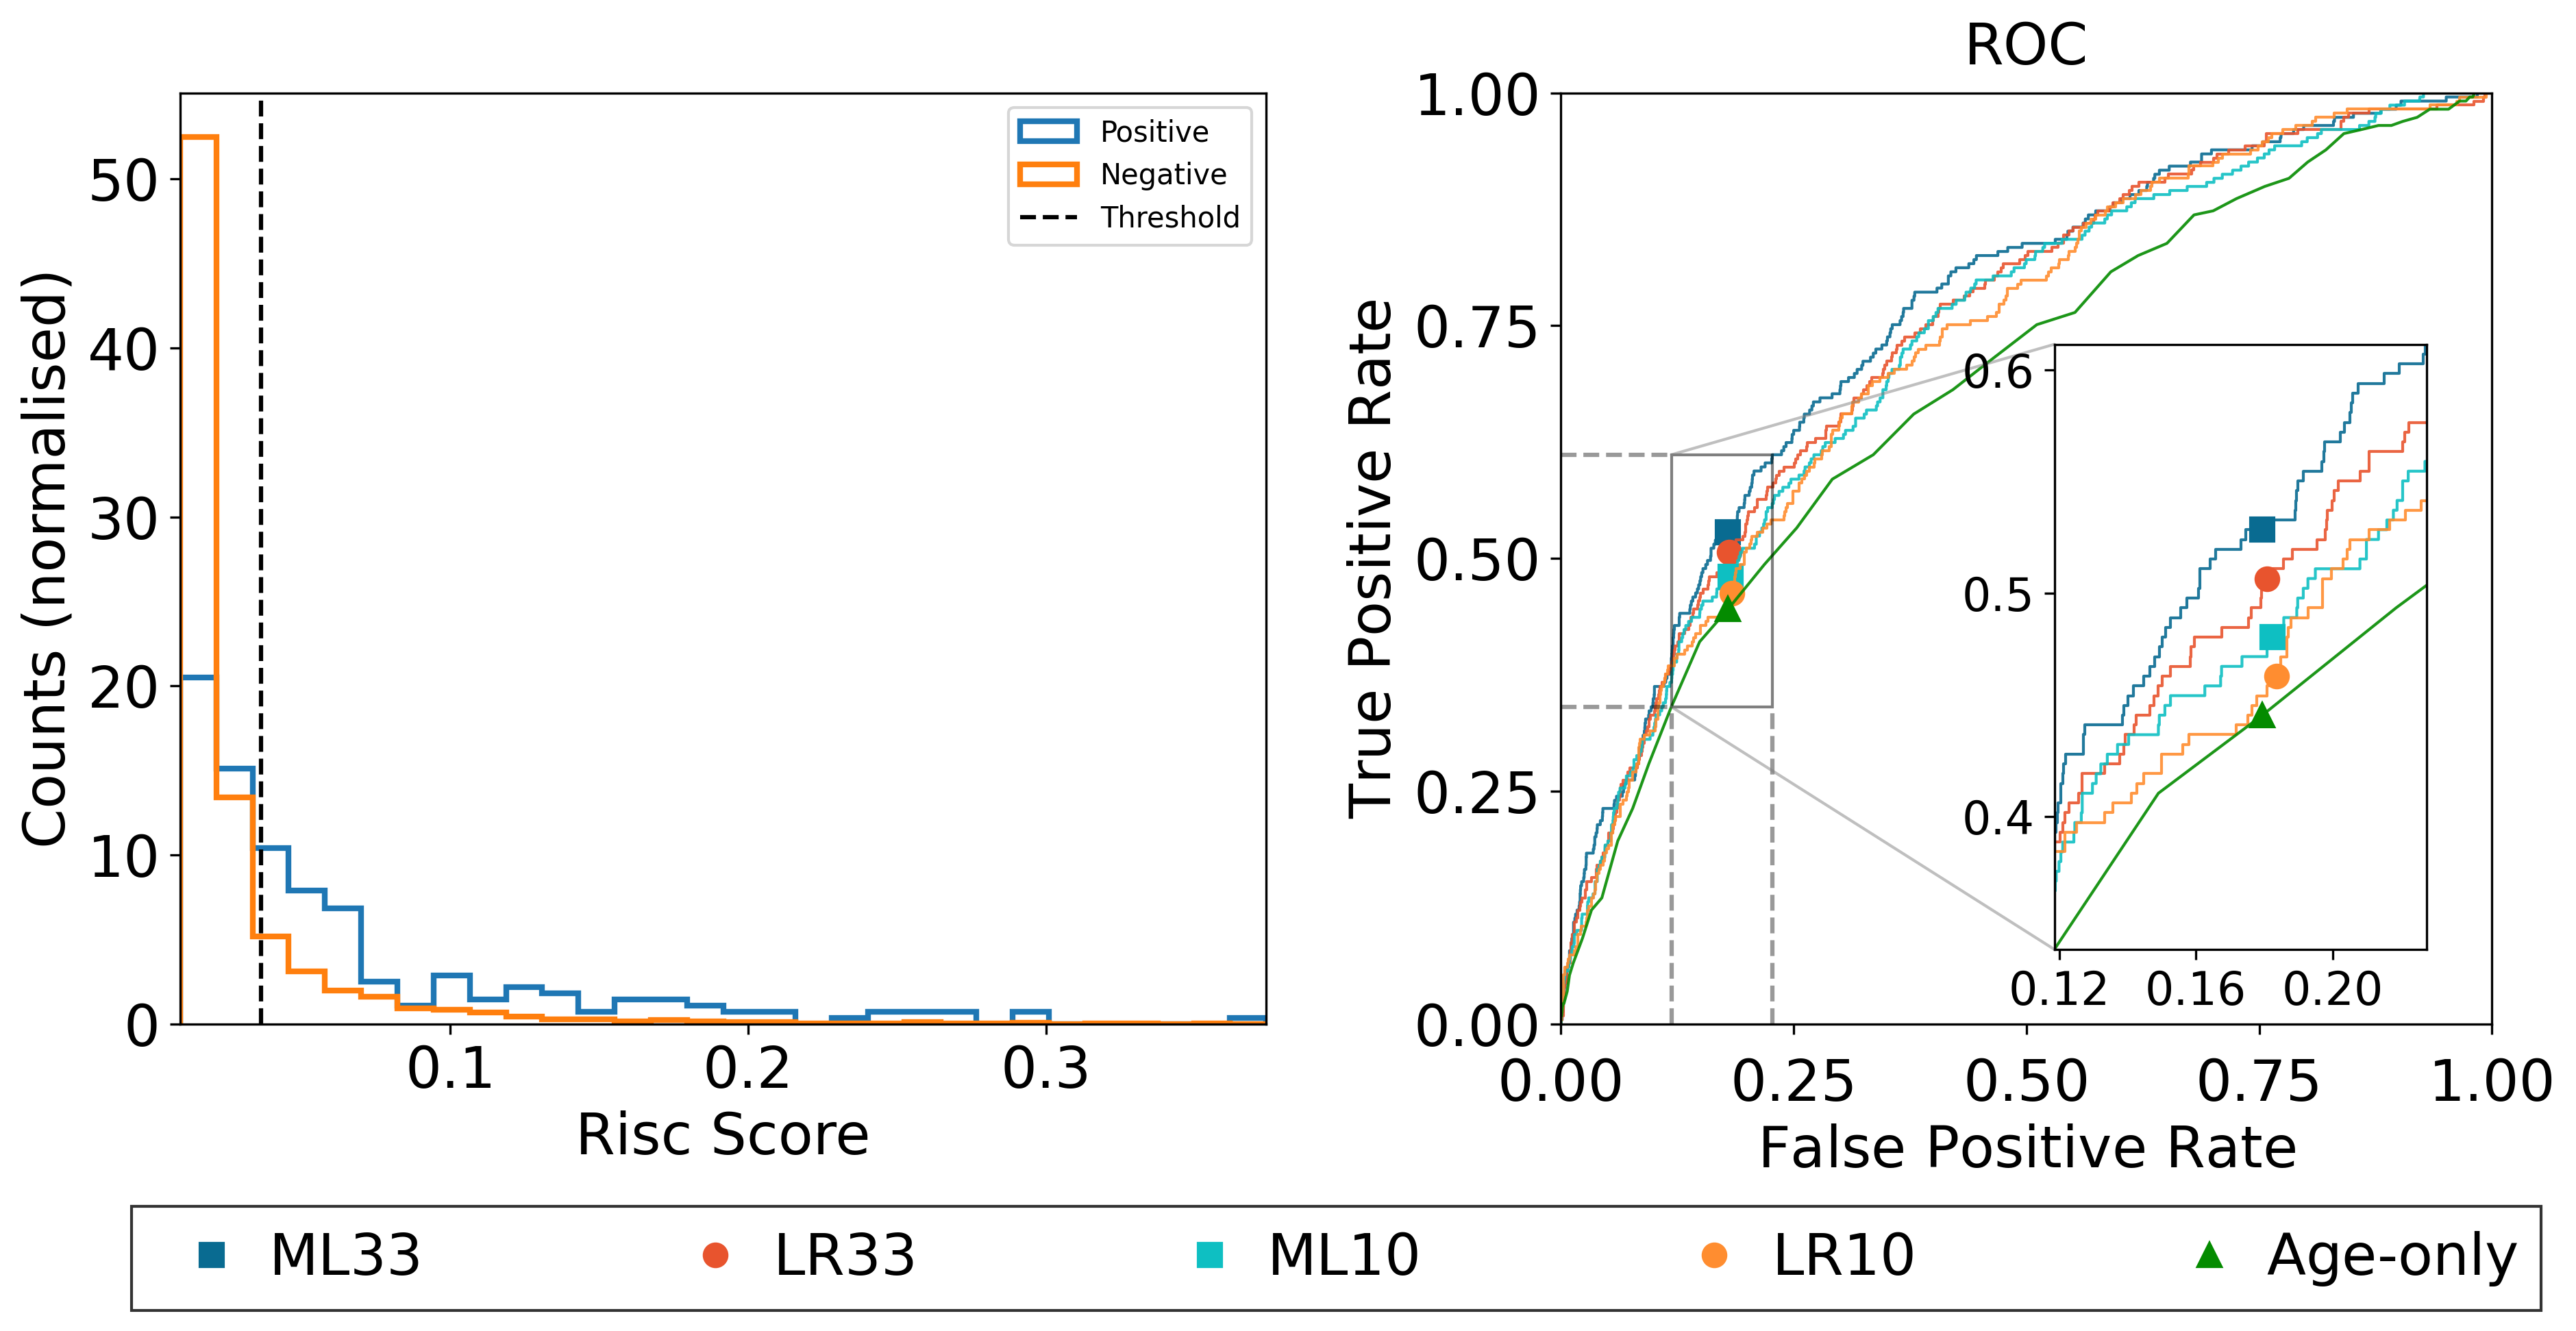 Counts (normalised)
50
40
30
20
10
0
0.1
0.2
0.3
Risc Score
Positive
Negative
Threshold
ROC
True Positive Rate
1.00
0.75
0.50
0.25
0.00
0.00
0.25
0.50
0.75
1.00
False Positive Rate
0.6
0.5
0.4
0.12
0.16
0.20
ML33
LR33
ML10
LR10
Age-only